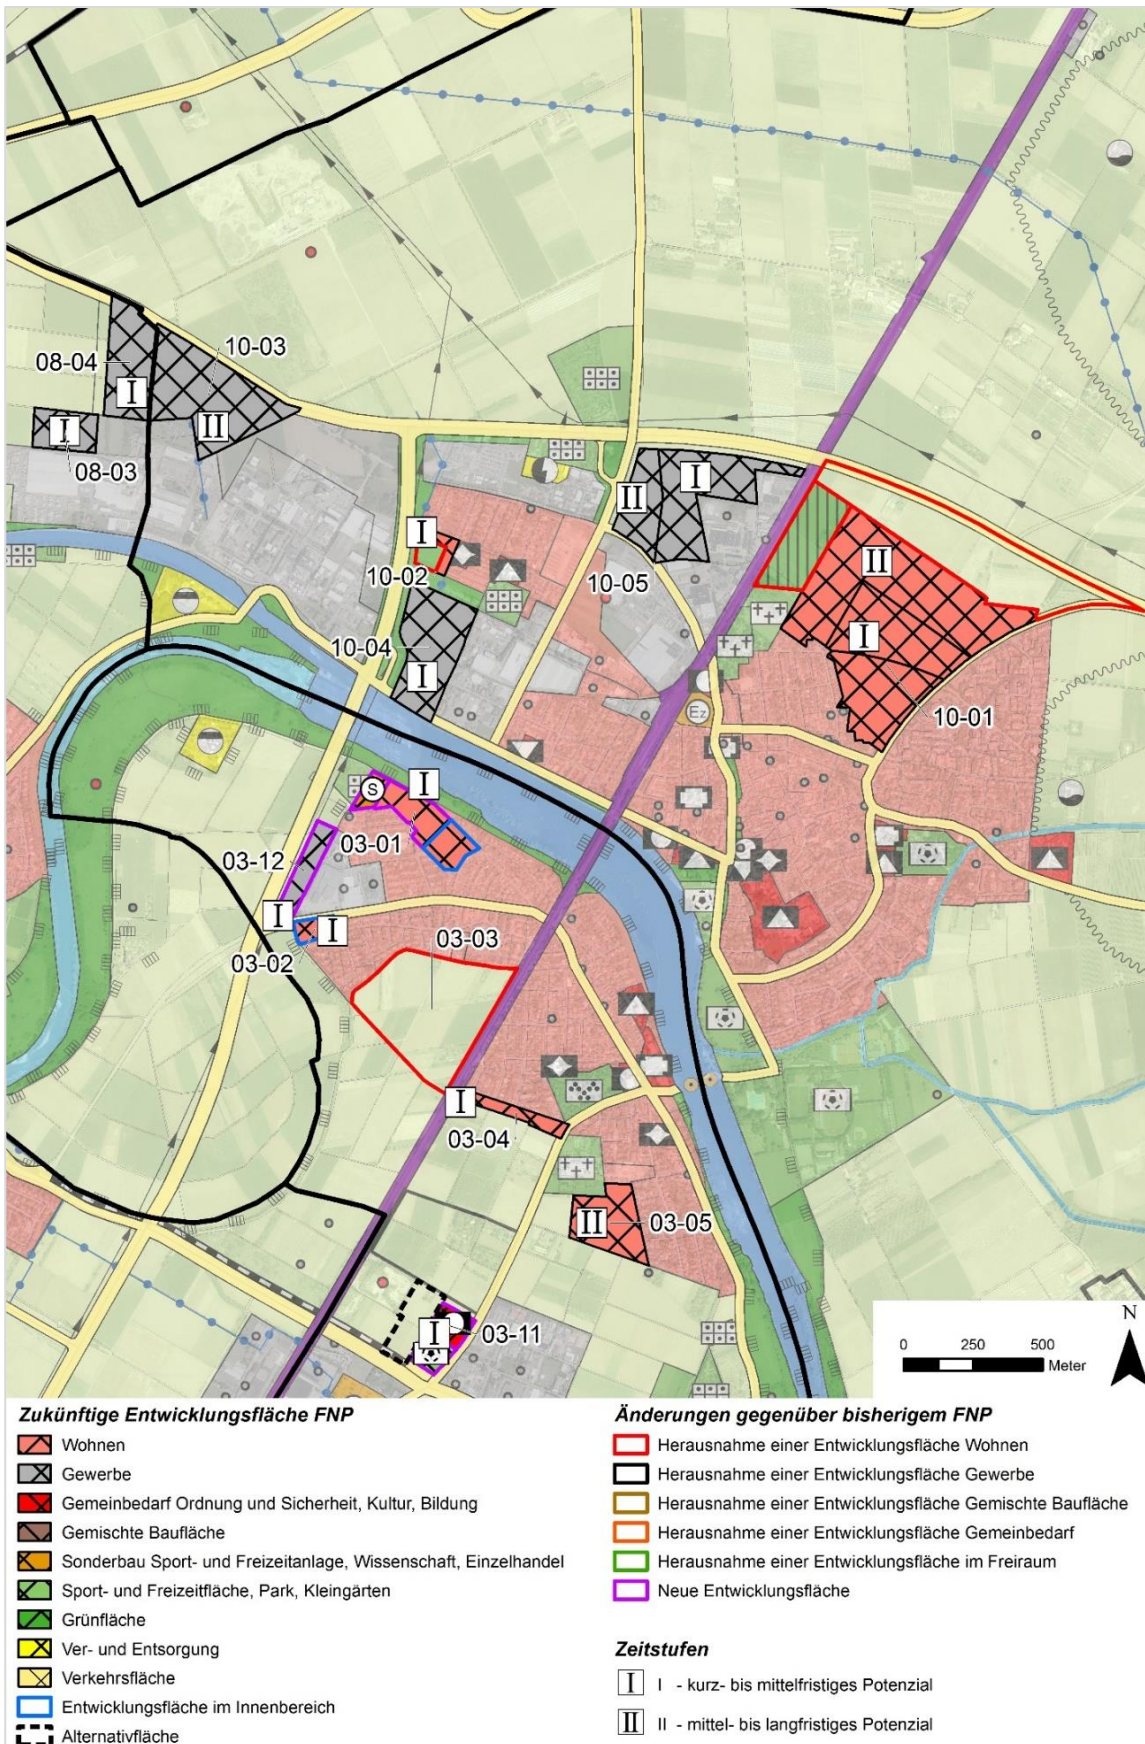 10-03
08-04
I
II
I
08-03
I
II
I
10-02
10-05
II
I
10-04
I
10-01
Ez
I
S
03-01
03-12
I
I
03-02
03-03
I
03-04
II
03-05
I
03-11
N
0 250 500
Meter
Zukünftige Entwicklungsfläche FNP
Wohnen
Gewerbe
Gemeinbedarf Ordnung und Sicherheit, Kultur, Bildung
Gemischte Baufläche
Sonderbau Sport- und Freizeitanlage, Wissenschaft, Einzelhandel
Sport- und Freizeitfläche, Park, Kleingärten
Grünfläche
Ver- und Entsorgung
Verkehrsfläche
Entwicklungsfläche im Innenbereich
Alternativfläche
Änderungen gegenüber bisherigem FNP
Herausnahme einer Entwicklungsfläche Wohnen
Herausnahme einer Entwicklungsfläche Gewerbe
Herausnahme einer Entwicklungsfläche Gemischte Baufläche
Herausnahme einer Entwicklungsfläche Gemeinbedarf
Herausnahme einer Entwicklungsfläche im Freiraum
Neue Entwicklungsfläche
Zeitstufen
I I - kurz- bis mittelfristiges Potenzial
II II - mittel- bis langfristiges Potenzial